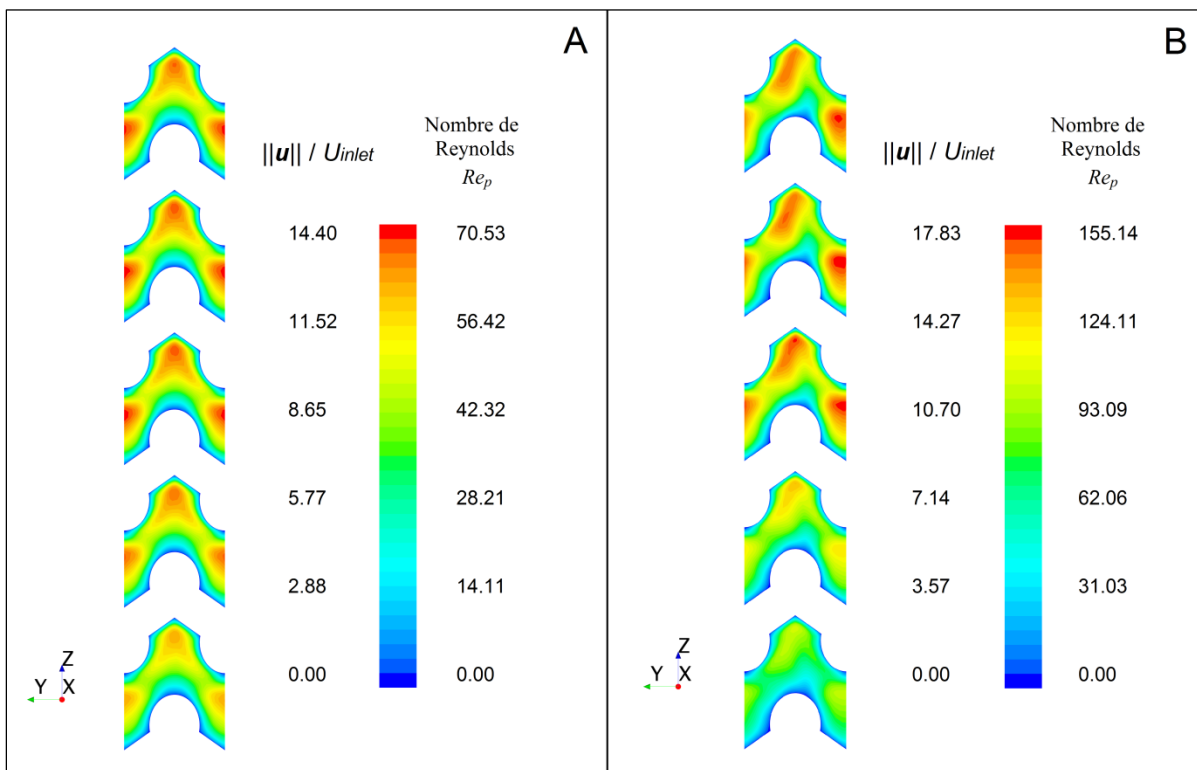 A
||u|| / Uinlet
Nombre de
Reynolds
Rep
14.40 70.53
11.52 56.42
8.65 42.32
5.77 28.21
2.88 14.11
0.00 0.00
Z
Y X
B
||u|| / Uinlet
Nombre de
Reynolds
Rep
17.83 155.14
14.27 124.11
10.70 93.09
7.14 62.06
3.57 31.03
0.00 0.00
Z
Y X